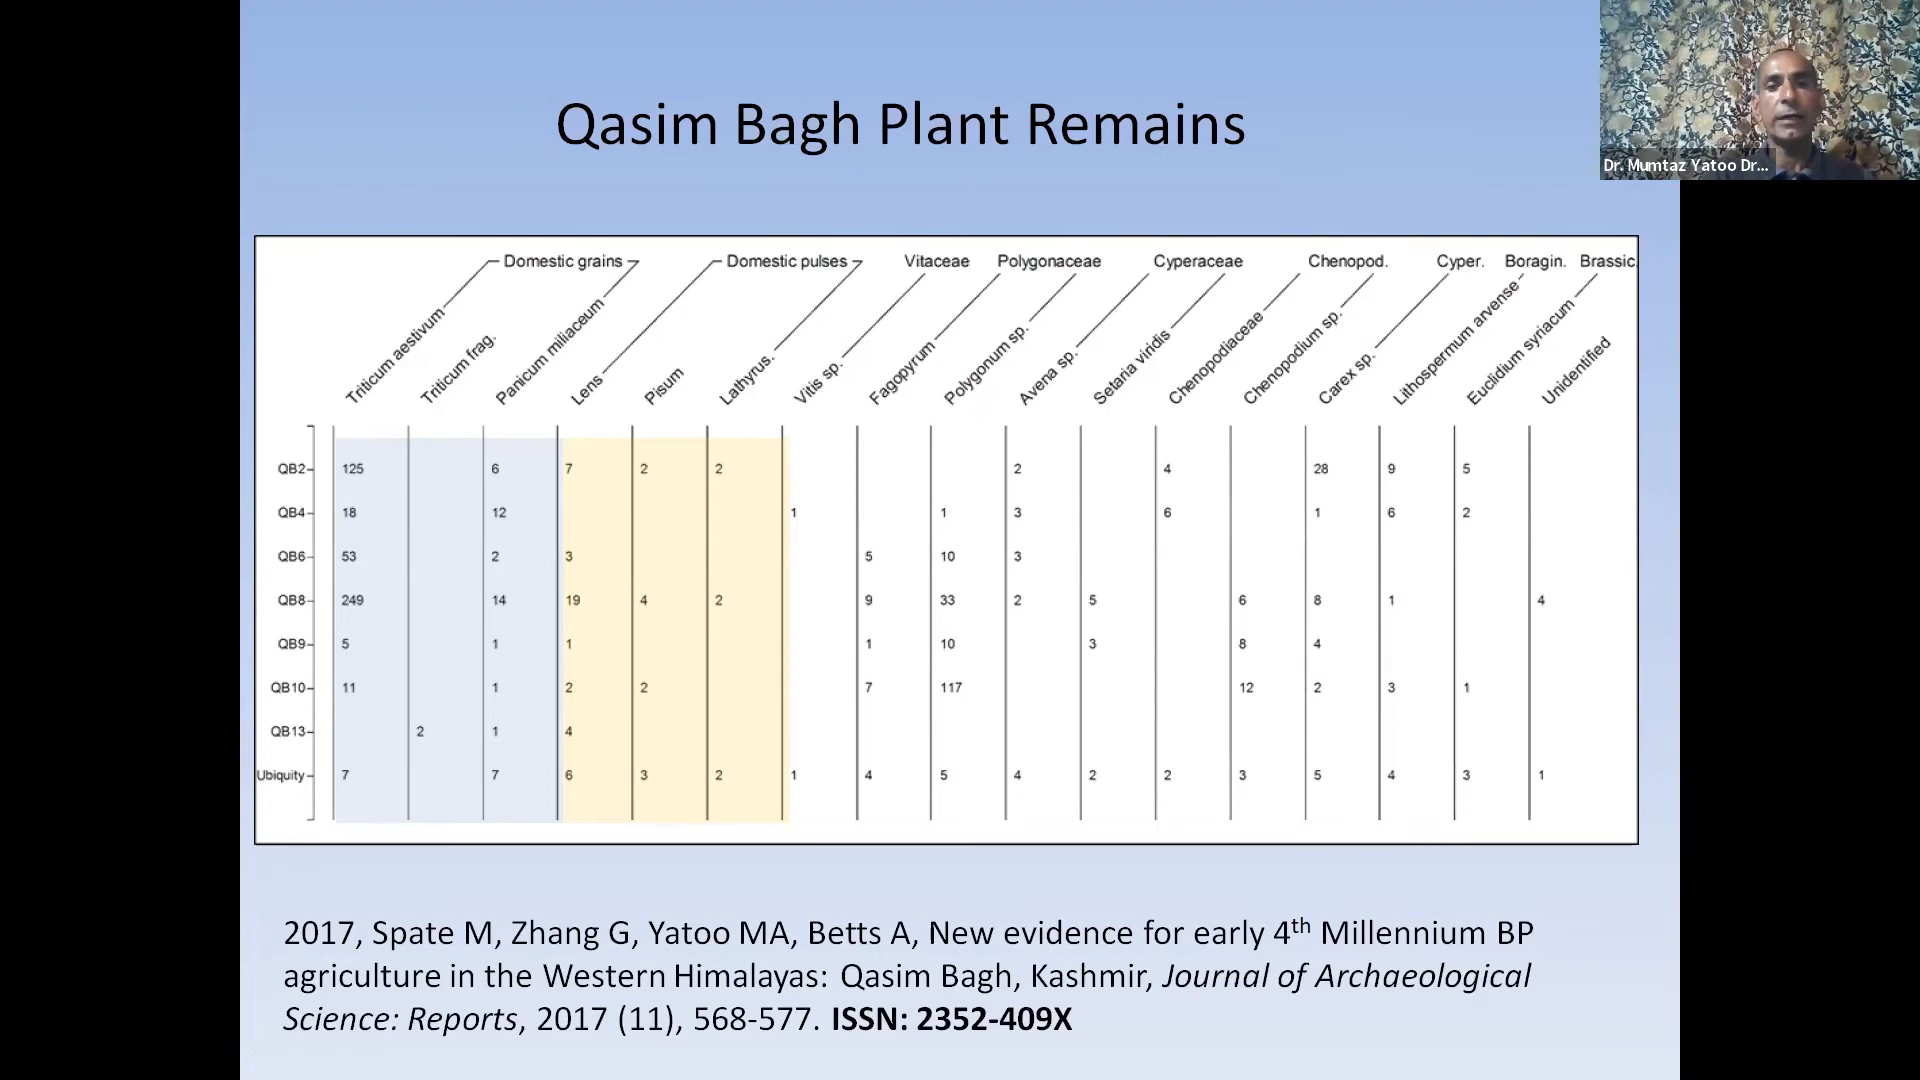 Qasim Bagh Plant Remains
Dr. Mumtaz Yatoo Dr...
Domestic grains Domestic pulses Vitaceae Polygonaceae Cyperaceae Chenopod. Cyper. Boragin. Brassic.
Triticum aestivum Triticum frag. Panicum miliaceum Lens Pisum Lathyrus. Vitis sp. Fagopyrum Polygonum sp. Avena sp. Setaria viridis Chenopodiaceae Chenopodium sp. Carex sp. Lithospermum arvense Euclidium syriacum Unidentified
QB2 125 6 7 2 2 2 4 28 9 5
QB4 18 12 1 1 3 6 1 6 2
QB6 53 2 3 5 10 3
QB8 249 14 19 4 2 9 33 2 5 6 8 1 4
QB9 5 1 1 1 10 3 8 4
QB10 11 1 2 2 7 117 12 2 3 1
QB13 2 1 4
Ubiquity 7 7 6 3 2 1 4 5 4 2 2 3 5 4 3 1
2017, Spate M, Zhang G, Yatoo MA, Betts A, New evidence for early 4th Millennium BP
agriculture in the Western Himalayas: Qasim Bagh, Kashmir, Journal of Archaeological
Science: Reports, 2017 (11), 568-577. ISSN: 2352-409X